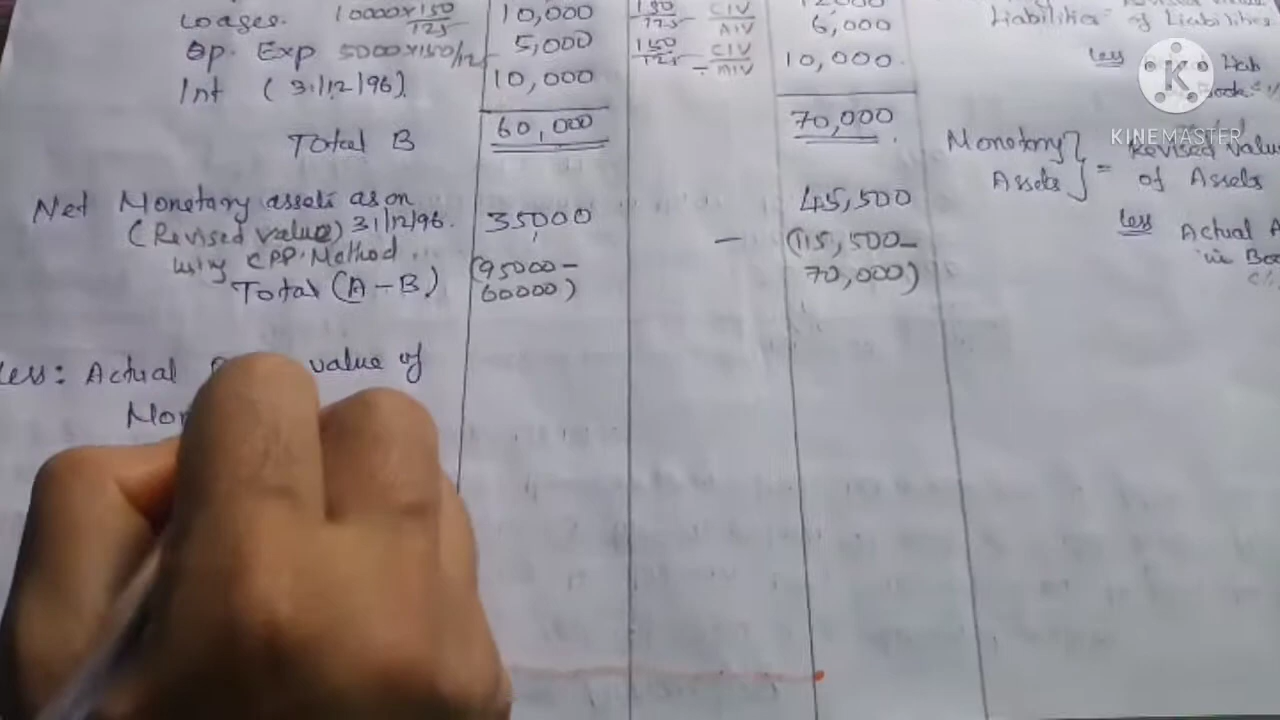 Wages. 10000×150/125 10,000 150/125 CIV/AIV 6,000
Op. Exp 5000×150/12 5,000 150/125 CIV 10,000.
Int (31/12/96) 10,000 ÷ AIV
Total B 60,000 70,000.
Net Monetary assets as on
(Revised value) 31/12/96. 35000 45,500
using CPP. Method... (95000- — (115,500-
Total (A-B) 60000) 70,000)
Less: Actual value of
Mon
Liabilities = of Liabilities
less Liab
Book
Monetary Assets } = Revised Value
of Assets
less Actual A
in Boo
KINEMASTER